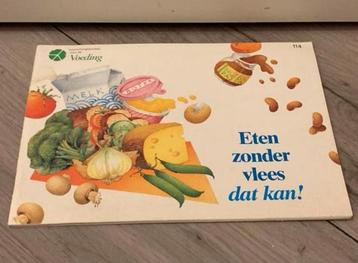 Voeding
114
MELK
Eten
zonder
vlees
dat kan!